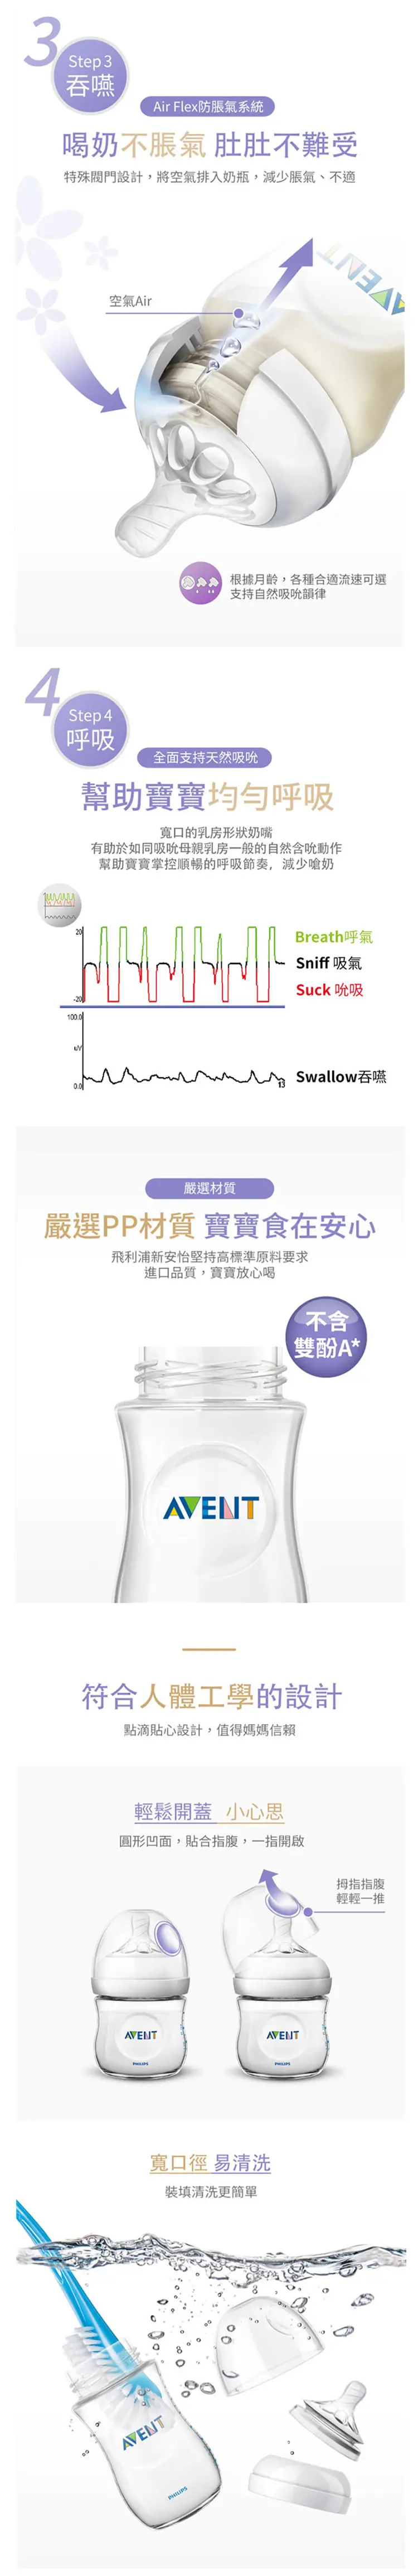 3
Step 3
吞嚥
Air Flex防脹氣系統
喝奶不脹氣 肚肚不難受
特殊閥門設計，將空氣排入奶瓶，減少脹氣、不適
AVENT
空氣Air
根據月齡，各種合適流速可選
支持自然吸吮韻律
4
Step 4
呼吸
全面支持天然吸吮
幫助寶寶均勻呼吸
寬口的乳房形狀奶嘴
有助於如同吸吮母親乳房一般的自然含吮動作
幫助寶寶掌控順暢的呼吸節奏，減少嗆奶
20
Breath呼氣
Sniff 吸氣
Suck 吮吸
-20
100.0
0.0
13
Swallow吞嚥
嚴選材質
嚴選PP材質 寶寶食在安心
飛利浦新安怡堅持高標準原料要求
進口品質，寶寶放心喝
不含
雙酚A*
AVENT
符合人體工學的設計
點滴貼心設計，值得媽媽信賴
輕鬆開蓋 小心思
圓形凹面，貼合指腹，一指開啟
拇指指腹
輕輕一推
AVENT
AVENT
PHILIPS
PHILIPS
寬口徑 易清洗
裝填清洗更簡單
AVENT
PHILIPS